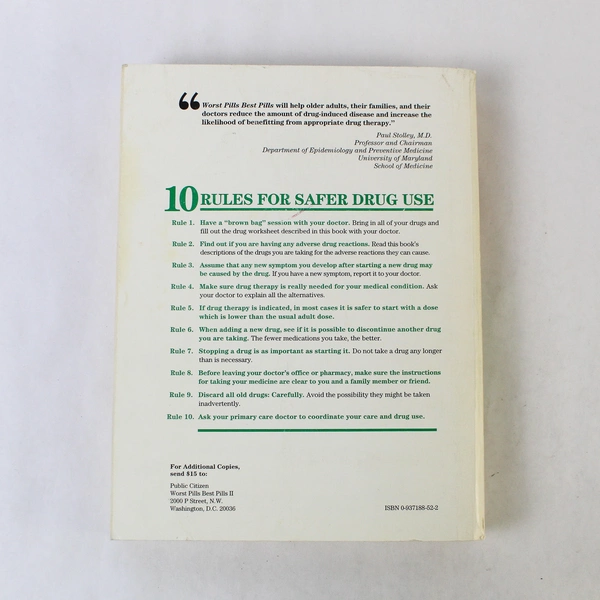 “ Worst Pills Best Pills will help older adults, their families, and their
doctors reduce the amount of drug-induced disease and increase the
likelihood of benefitting from appropriate drug therapy."
Paul Stolley, M.D.
Professor and Chairman
Department of Epidemiology and Preventive Medicine
University of Maryland
School of Medicine
10 RULES FOR SAFER DRUG USE
Rule 1. Have a "brown bag" session with your doctor. Bring in all of your drugs and
fill out the drug worksheet described in this book with your doctor.
Rule 2. Find out if you are having any adverse drug reactions. Read this book's
descriptions of the drugs you are taking for the adverse reactions they can cause.
Rule 3. Assume that any new symptom you develop after starting a new drug may
be caused by the drug. If you have a new symptom, report it to your doctor.
Rule 4. Make sure drug therapy is really needed for your medical condition. Ask
your doctor to explain all the alternatives.
Rule 5. If drug therapy is indicated, in most cases it is safer to start with a dose
which is lower than the usual adult dose.
Rule 6. When adding a new drug, see if it is possible to discontinue another drug
you are taking. The fewer medications you take, the better.
Rule 7. Stopping a drug is as important as starting it. Do not take a drug any longer
than is necessary.
Rule 8. Before leaving your doctor's office or pharmacy, make sure the instructions
for taking your medicine are clear to you and a family member or friend.
Rule 9. Discard all old drugs: Carefully. Avoid the possibility they might be taken
inadvertently.
Rule 10. Ask your primary care doctor to coordinate your care and drug use.
For Additional Copies,
send $15 to:
Public Citizen
Worst Pills Best Pills II
2000 P Street, N.W.
Washington, D.C. 20036
ISBN 0-937188-52-2